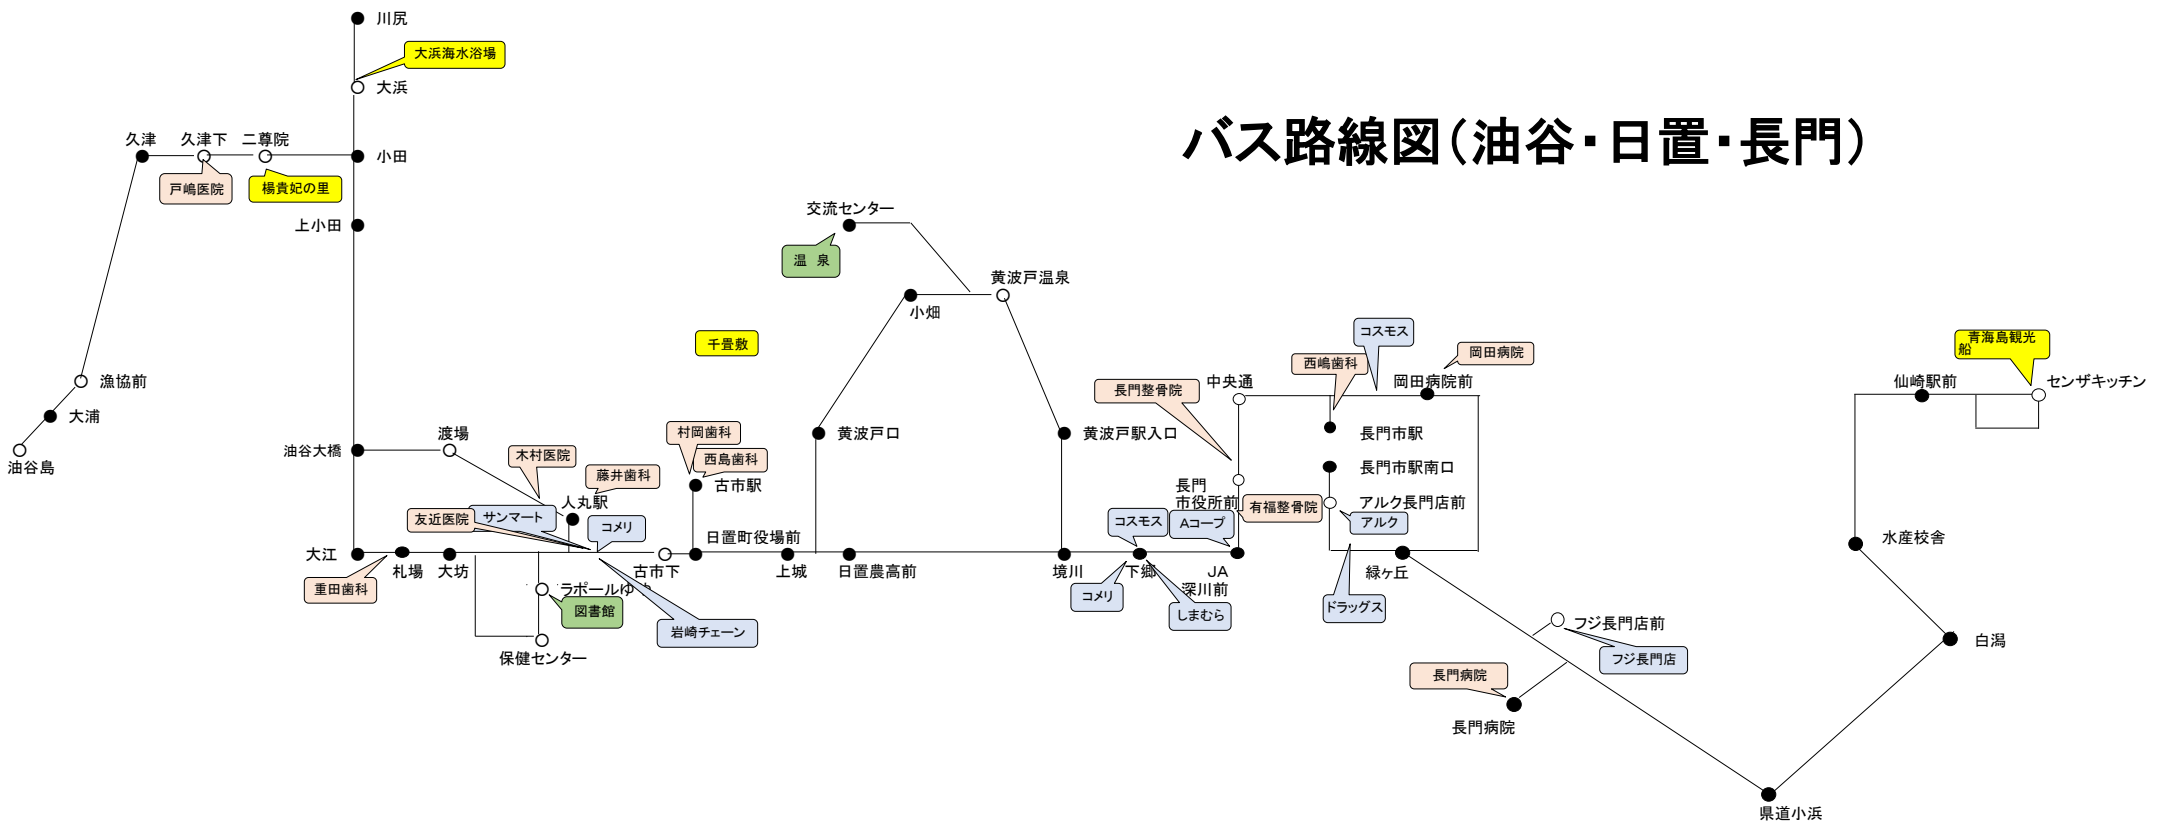 バス路線図（油谷・日置・長門）
川尻
大浜海水浴場
大浜
久津
久津下
二尊院
小田
戸嶋医院
楊貴妃の里
上小田
漁協前
大浦
油谷島
油谷大橋
渡場
木村医院
藤井歯科
人丸駅
友近医院
サンマート
コメリ
大江
札場
大坊
重田歯科
ラポールゆ
図書館
保健センター
岩崎チェーン
千畳敷
村岡歯科
西島歯科
古市駅
古市下
日置町役場前
上城
日置農高前
交流センター
温 泉
小畑
黄波戸温泉
黄波戸口
黄波戸駅入口
境川
下郷
コスモス
Aコープ
コメリ
しまむら
JA
深川前
長門整骨院
長門
市役所前
有福整骨院
中央通
西嶋歯科
コスモス
岡田病院
岡田病院前
長門市駅
長門市駅南口
アルク長門店前
アルク
緑ヶ丘
ドラッグス
フジ長門店前
フジ長門店
長門病院
長門病院
県道小浜
白潟
水産校舎
仙崎駅前
センザキッチン
青海島観光
船